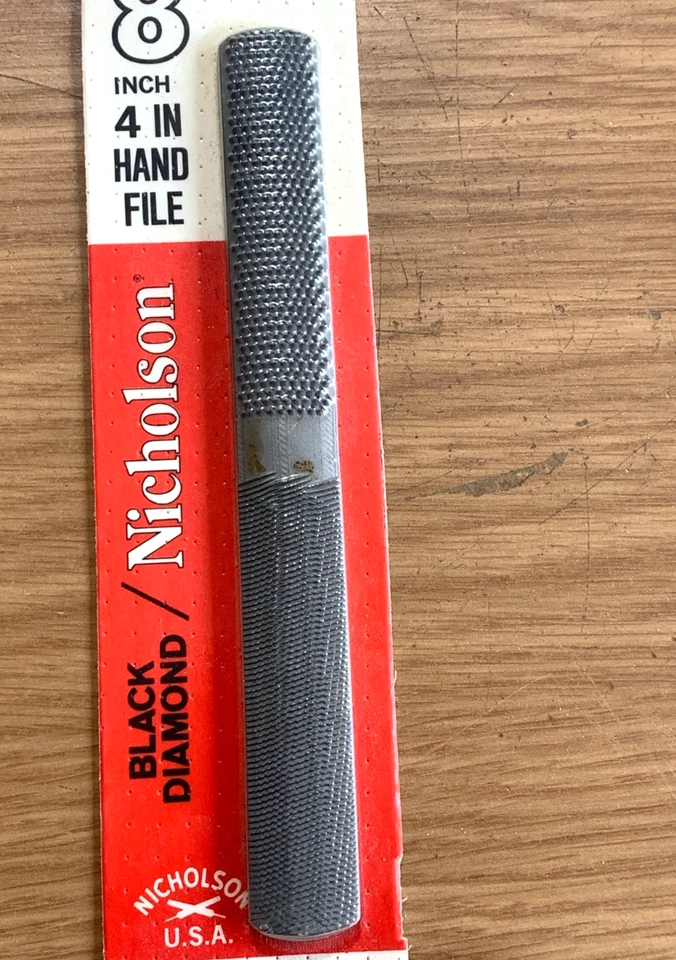 8
INCH
4 IN
HAND
FILE
BLACK
DIAMOND / Nicholson®
NICHOLSON
U.S.A.